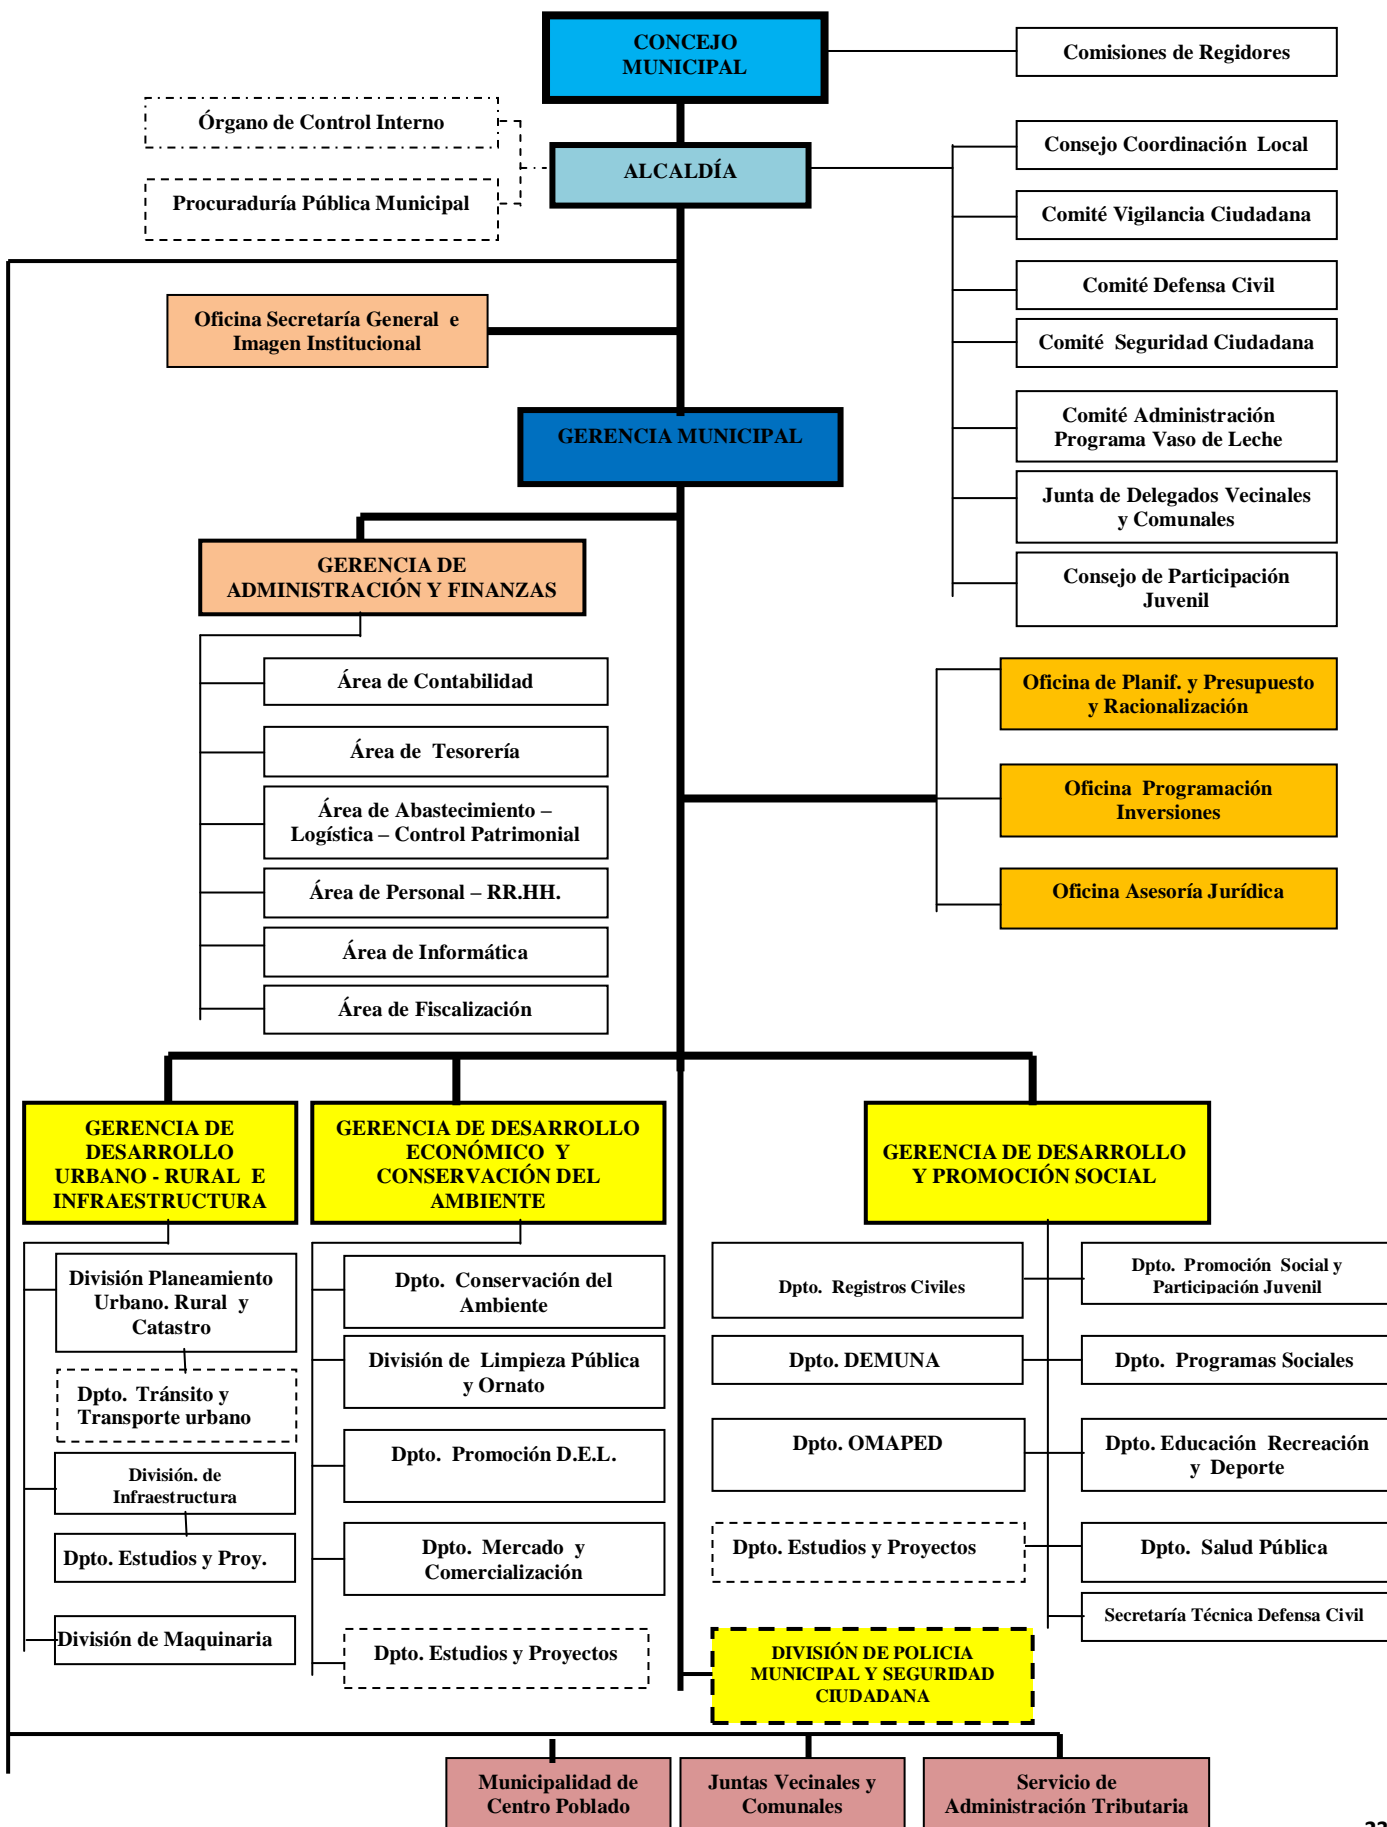 CONCEJO
MUNICIPAL
Comisiones de Regidores
Órgano de Control Interno
Procuraduría Pública Municipal
ALCALDÍA
Consejo Coordinación Local
Comité Vigilancia Ciudadana
Comité Defensa Civil
Comité Seguridad Ciudadana
Comité Administración
Programa Vaso de Leche
Junta de Delegados Vecinales
y Comunales
Consejo de Participación
Juvenil
Oficina Secretaría General e
Imagen Institucional
GERENCIA MUNICIPAL
GERENCIA DE
ADMINISTRACIÓN Y FINANZAS
Área de Contabilidad
Área de Tesorería
Área de Abastecimiento –
Logística – Control Patrimonial
Área de Personal – RR.HH.
Área de Informática
Área de Fiscalización
Oficina de Planif. y Presupuesto
y Racionalización
Oficina Programación
Inversiones
Oficina Asesoría Jurídica
GERENCIA DE
DESARROLLO
URBANO - RURAL E
INFRAESTRUCTURA
División Planeamiento
Urbano. Rural y
Catastro
Dpto. Tránsito y
Transporte urbano
División. de
Infraestructura
Dpto. Estudios y Proy.
División de Maquinaria
GERENCIA DE DESARROLLO
ECONÓMICO Y
CONSERVACIÓN DEL
AMBIENTE
Dpto. Conservación del
Ambiente
División de Limpieza Pública
y Ornato
Dpto. Promoción D.E.L.
Dpto. Mercado y
Comercialización
Dpto. Estudios y Proyectos
GERENCIA DE DESARROLLO
Y PROMOCIÓN SOCIAL
Dpto. Registros Civiles
Dpto. DEMUNA
Dpto. OMAPED
Dpto. Estudios y Proyectos
Dpto. Promoción Social y
Participación Juvenil
Dpto. Programas Sociales
Dpto. Educación Recreación
y Deporte
Dpto. Salud Pública
Secretaría Técnica Defensa Civil
DIVISIÓN DE POLICIA
MUNICIPAL Y SEGURIDAD
CIUDADANA
Municipalidad de
Centro Poblado
Juntas Vecinales y
Comunales
Servicio de
Administración Tributaria